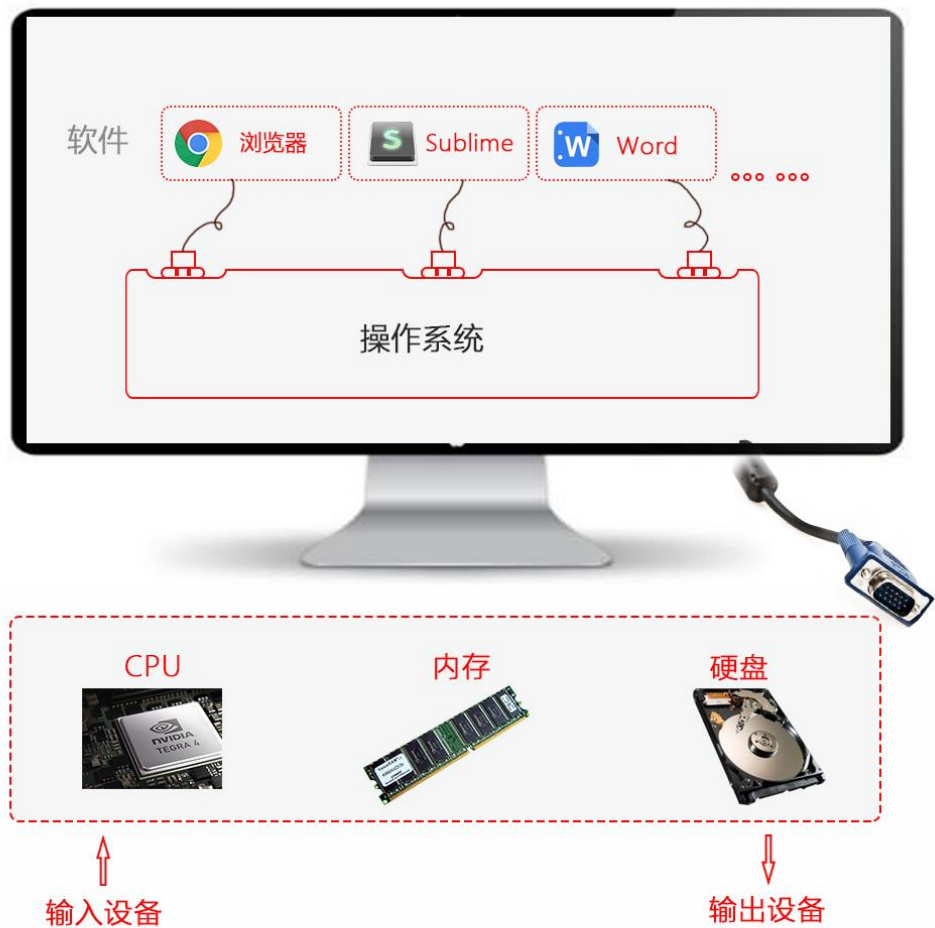 软件
浏览器
S
Sublime
W
Word
操作系统
CPU
内存
硬盘
NVIDIA
TEGRA 4
输入设备
输出设备